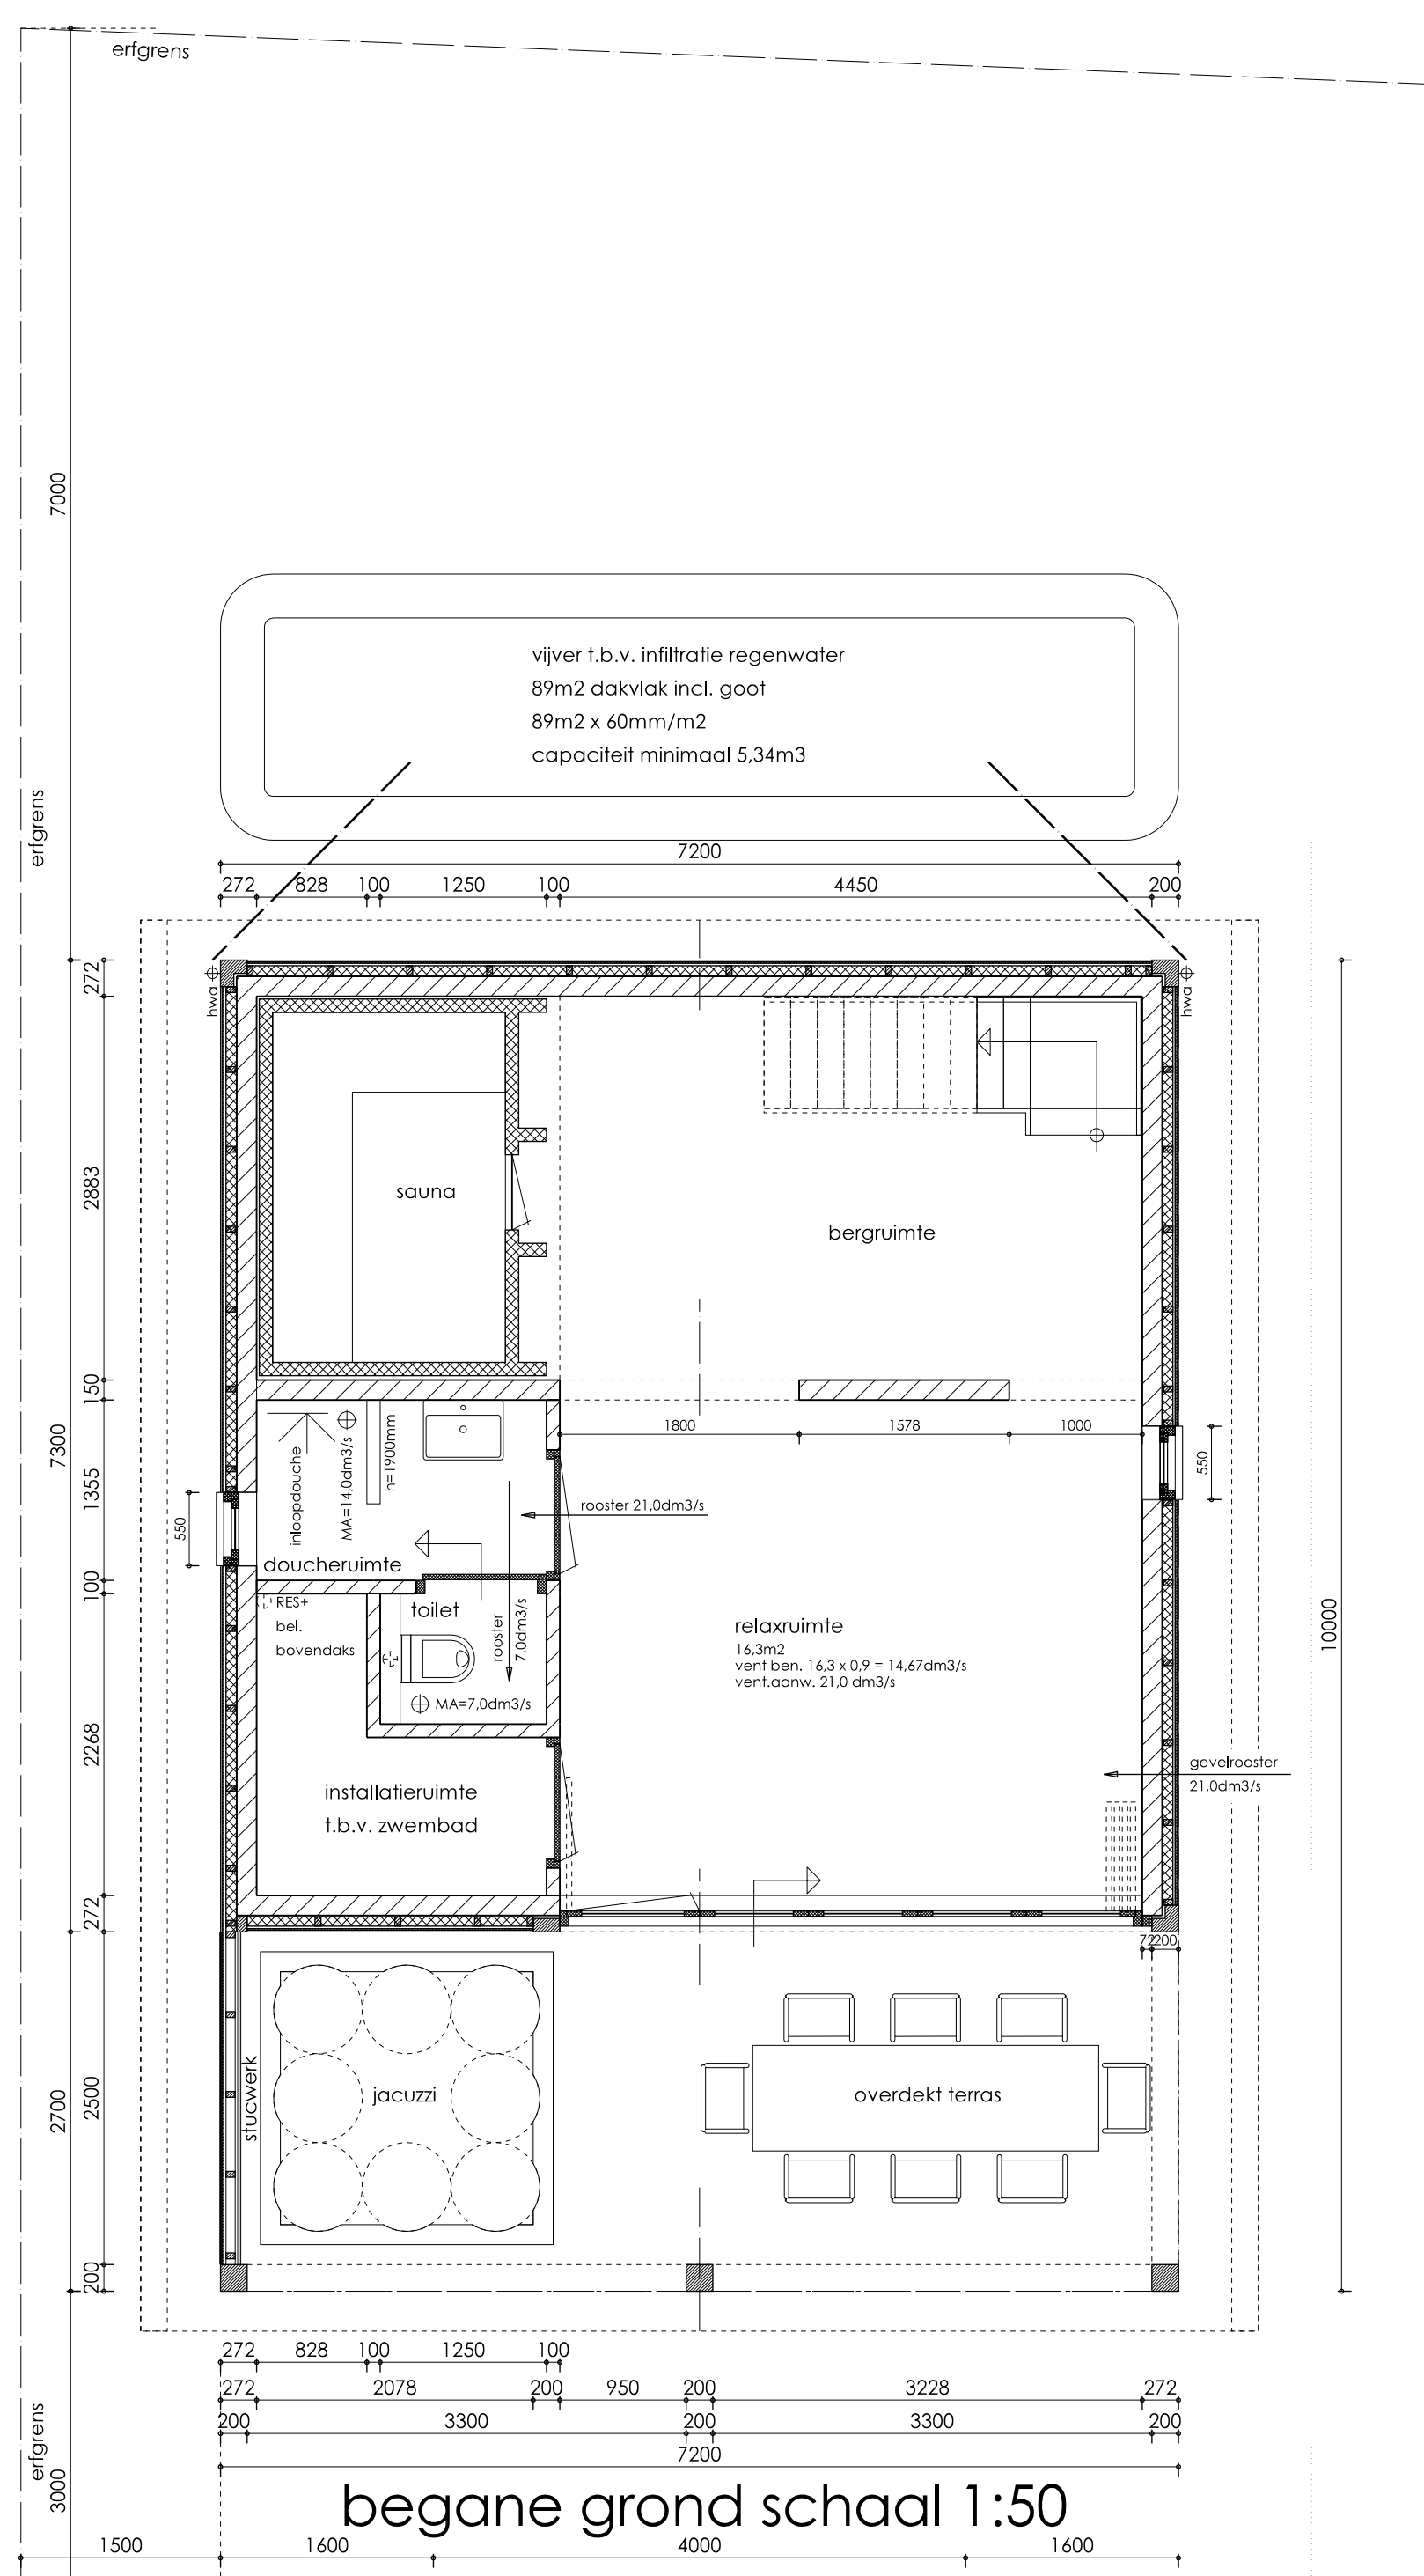 erfgrens
7000
vijver t.b.v. infiltratie regenwater
89m2 dakvlak incl. goot
89m2 x 60mm/m2
capaciteit minimaal 5,34m3
erfgrens
7200
272 828 100 1250 100 4450 200
272
hwa
hwa
2883
sauna
bergruimte
150
7300
1800 1578 1000
550
1355
550
inloopdouche
MA=14,0dm3/s
h=1900mm
rooster 21,0dm3/s
doucheruimte
100
RES+
bel.
bovendaks
toilet
rooster
7,0dm3/s
MA=7,0dm3/s
relaxruimte
16,3m2
vent ben. 16,3 x 0,9 = 14,67dm3/s
vent.aanw. 21,0 dm3/s
10000
2268
installatieruimte
t.b.v. zwembad
gevelrooster
21,0dm3/s
272
72 200
stucwerk
jacuzzi
overdekt terras
2700
2500
200
272 828 100 1250 100
272 2078 200 950 200 3228 272
200 3300 200 3300 200
7200
erfgrens
3000
begane grond schaal 1:50
1500 1600 4000 1600